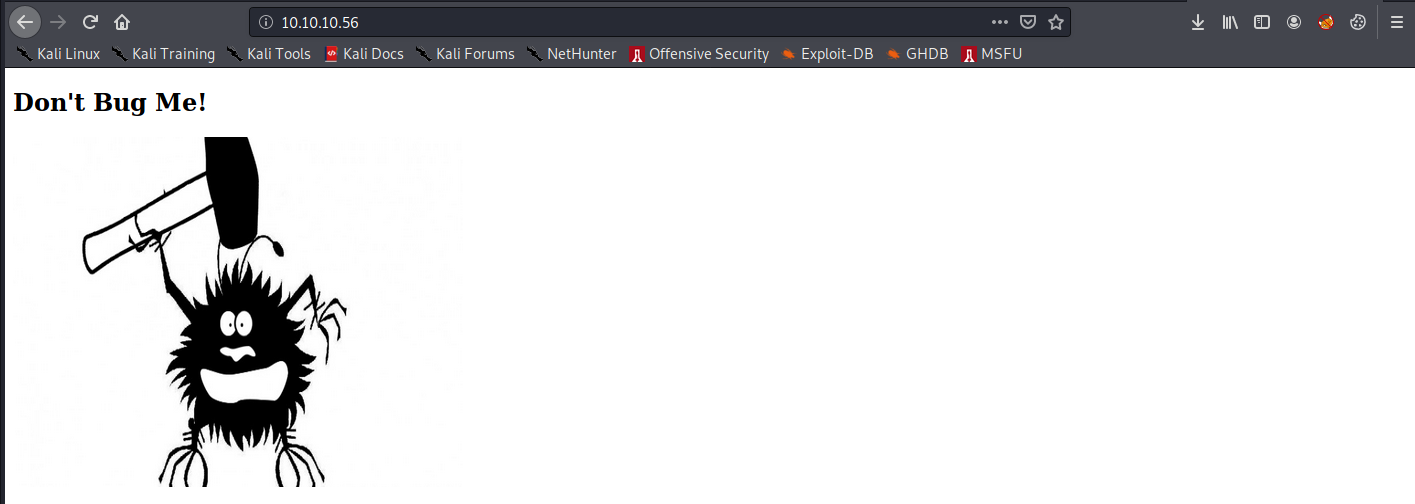 10.10.10.56
Kali Linux Kali Training Kali Tools Kali Docs Kali Forums NetHunter Offensive Security Exploit-DB GHDB MSFU
Don't Bug Me!